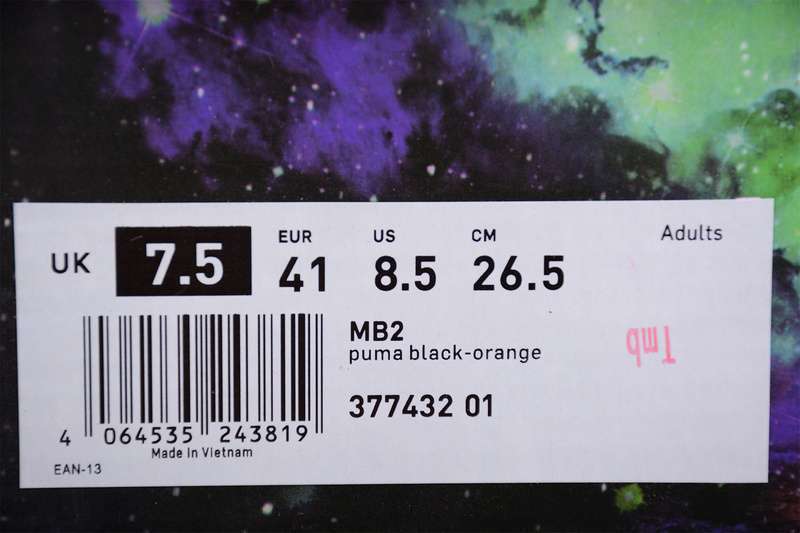 Adults
EUR US CM
UK 7.5 41 8.5 26.5
MB2
puma black-orange
377432 01
4 064535 243819
Made In Vietnam
EAN-13
Tmb